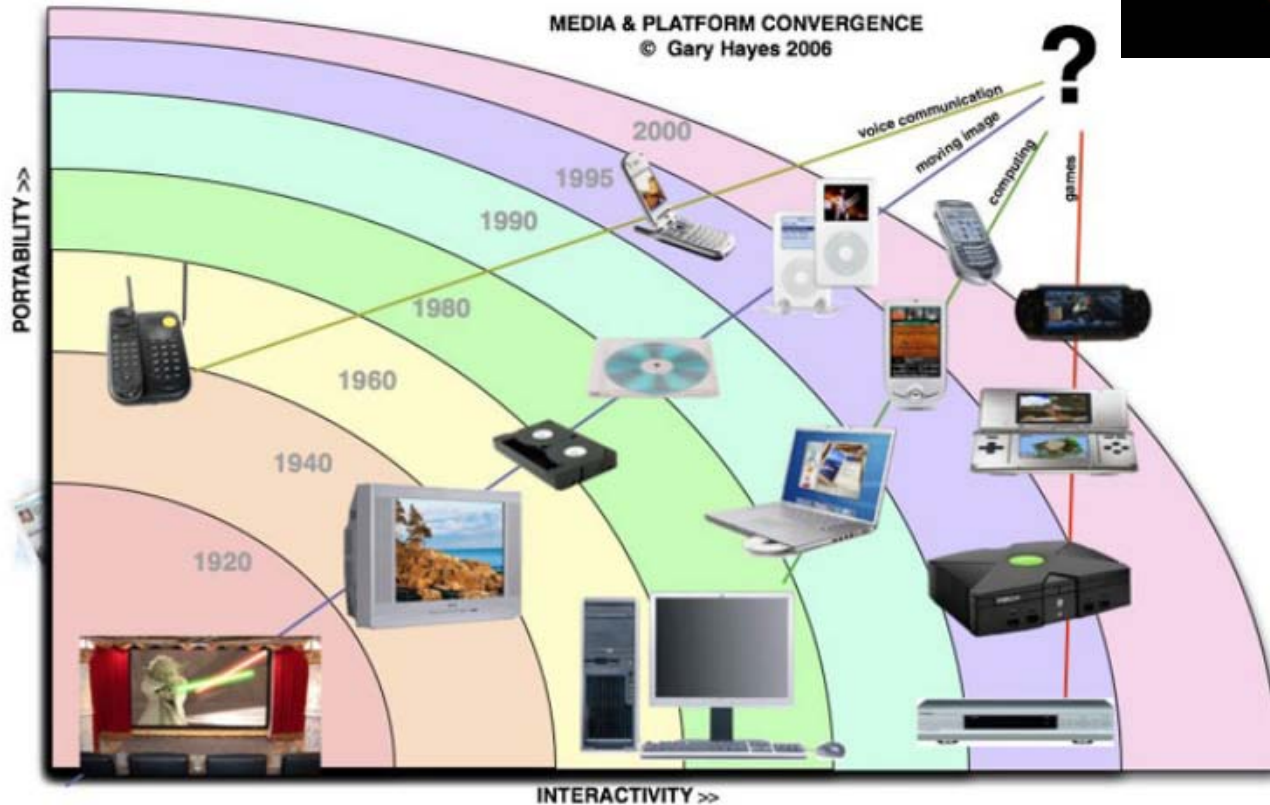 MEDIA & PLATFORM CONVERGENCE
© Gary Hayes 2006
?
voice communication
moving image
computing
games
2000
1995
1990
1980
1960
1940
1920
PORTABILITY >>
INTERACTIVITY >>